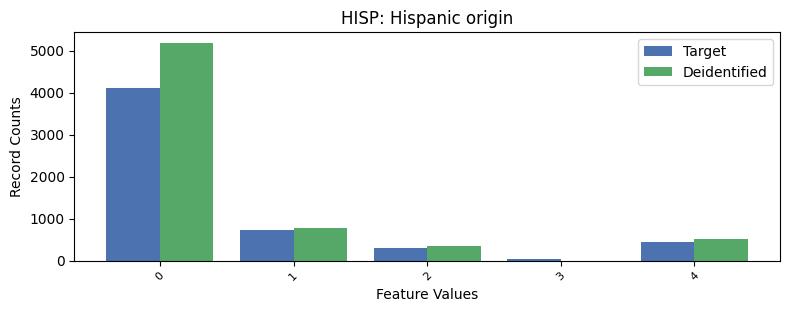 HISP: Hispanic origin
Target
Deidentified
Record Counts
5000
4000
3000
2000
1000
0
0 1 2 3 4
Feature Values